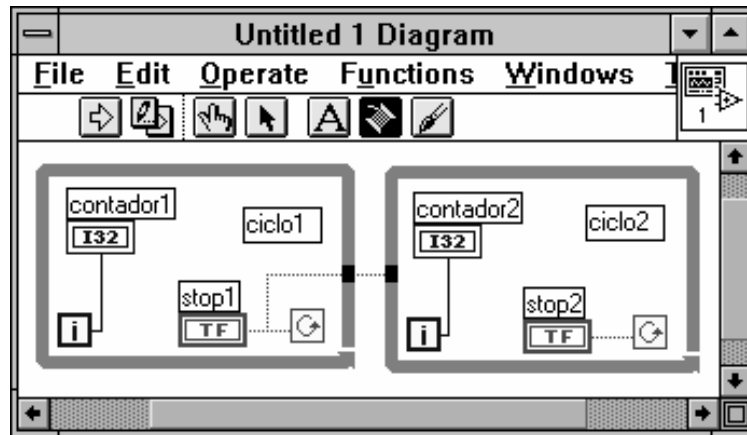 Untitled 1 Diagram
File Edit Operate Functions Windows
A
1
contador1
I32
ciclo1
stop1
TF
i
contador2
I32
ciclo2
stop2
TF
i